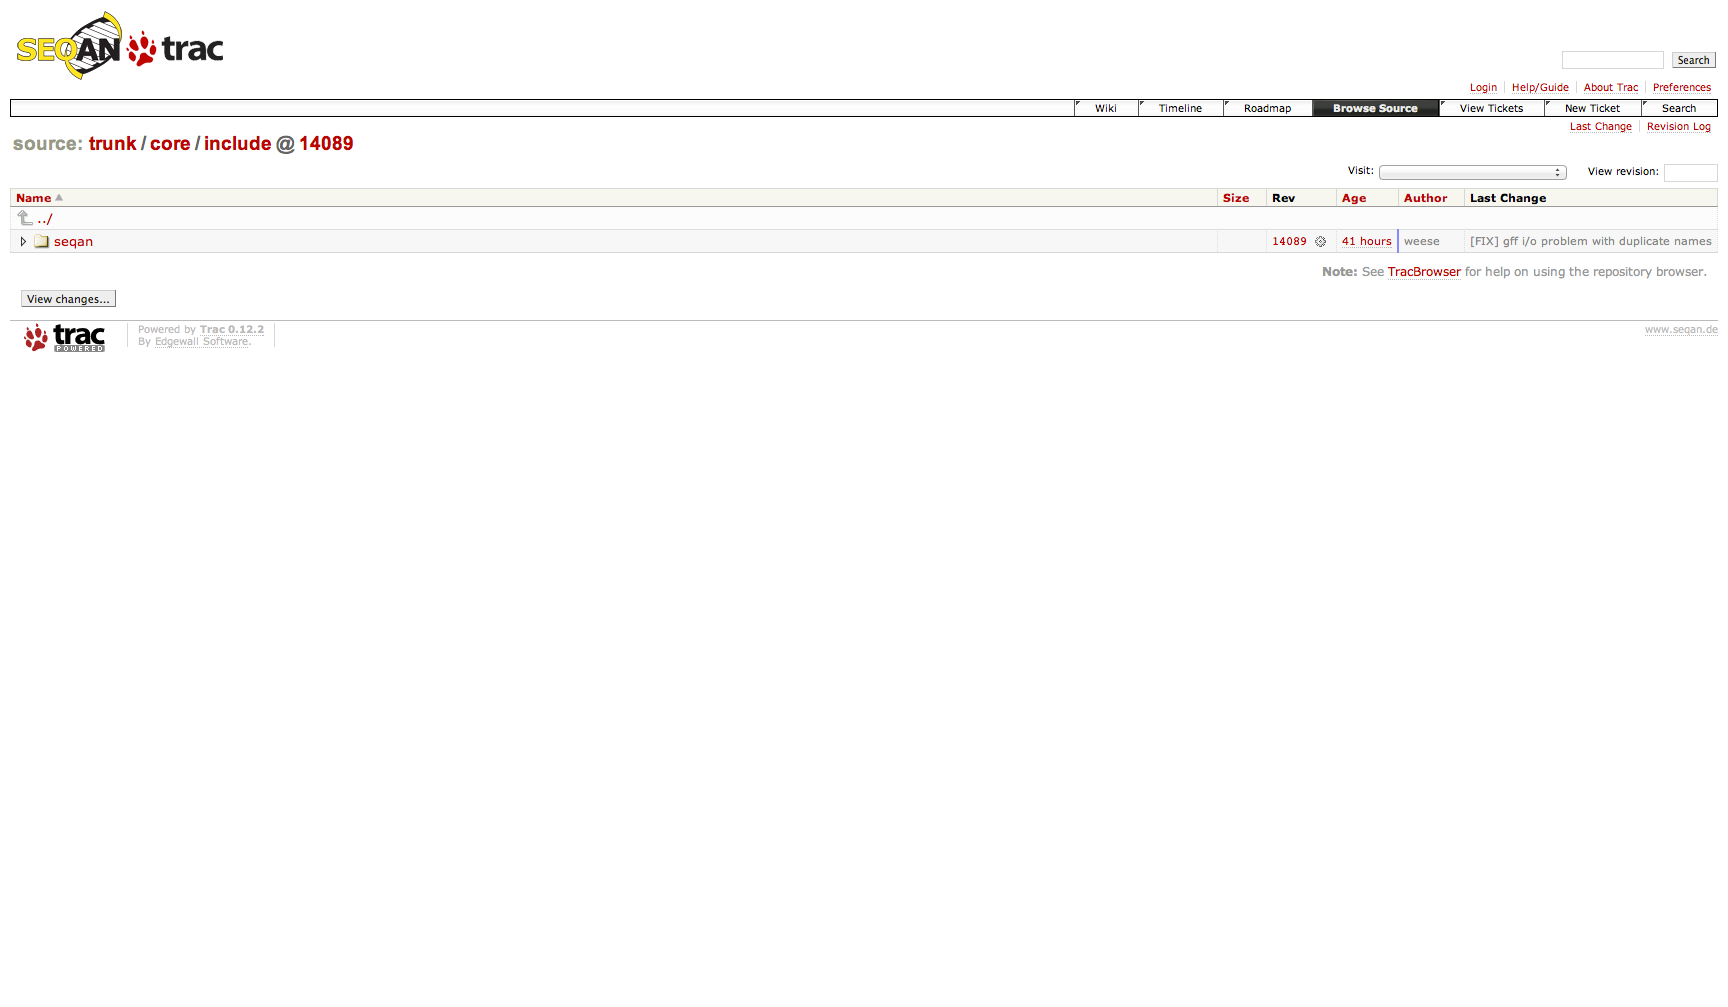 SEQAN trac
Search
Login Help/Guide About Trac Preferences
Wiki Timeline Roadmap Browse Source View Tickets New Ticket Search
Last Change Revision Log
source: trunk / core / include @ 14089
Visit: View revision:
Name Size Rev Age Author Last Change
../
seqan 14089 41 hours weese [FIX] gff i/o problem with duplicate names
Note: See TracBrowser for help on using the repository browser.
View changes...
trac POWERED
Powered by Trac 0.12.2
By Edgewall Software.
www.seqan.de